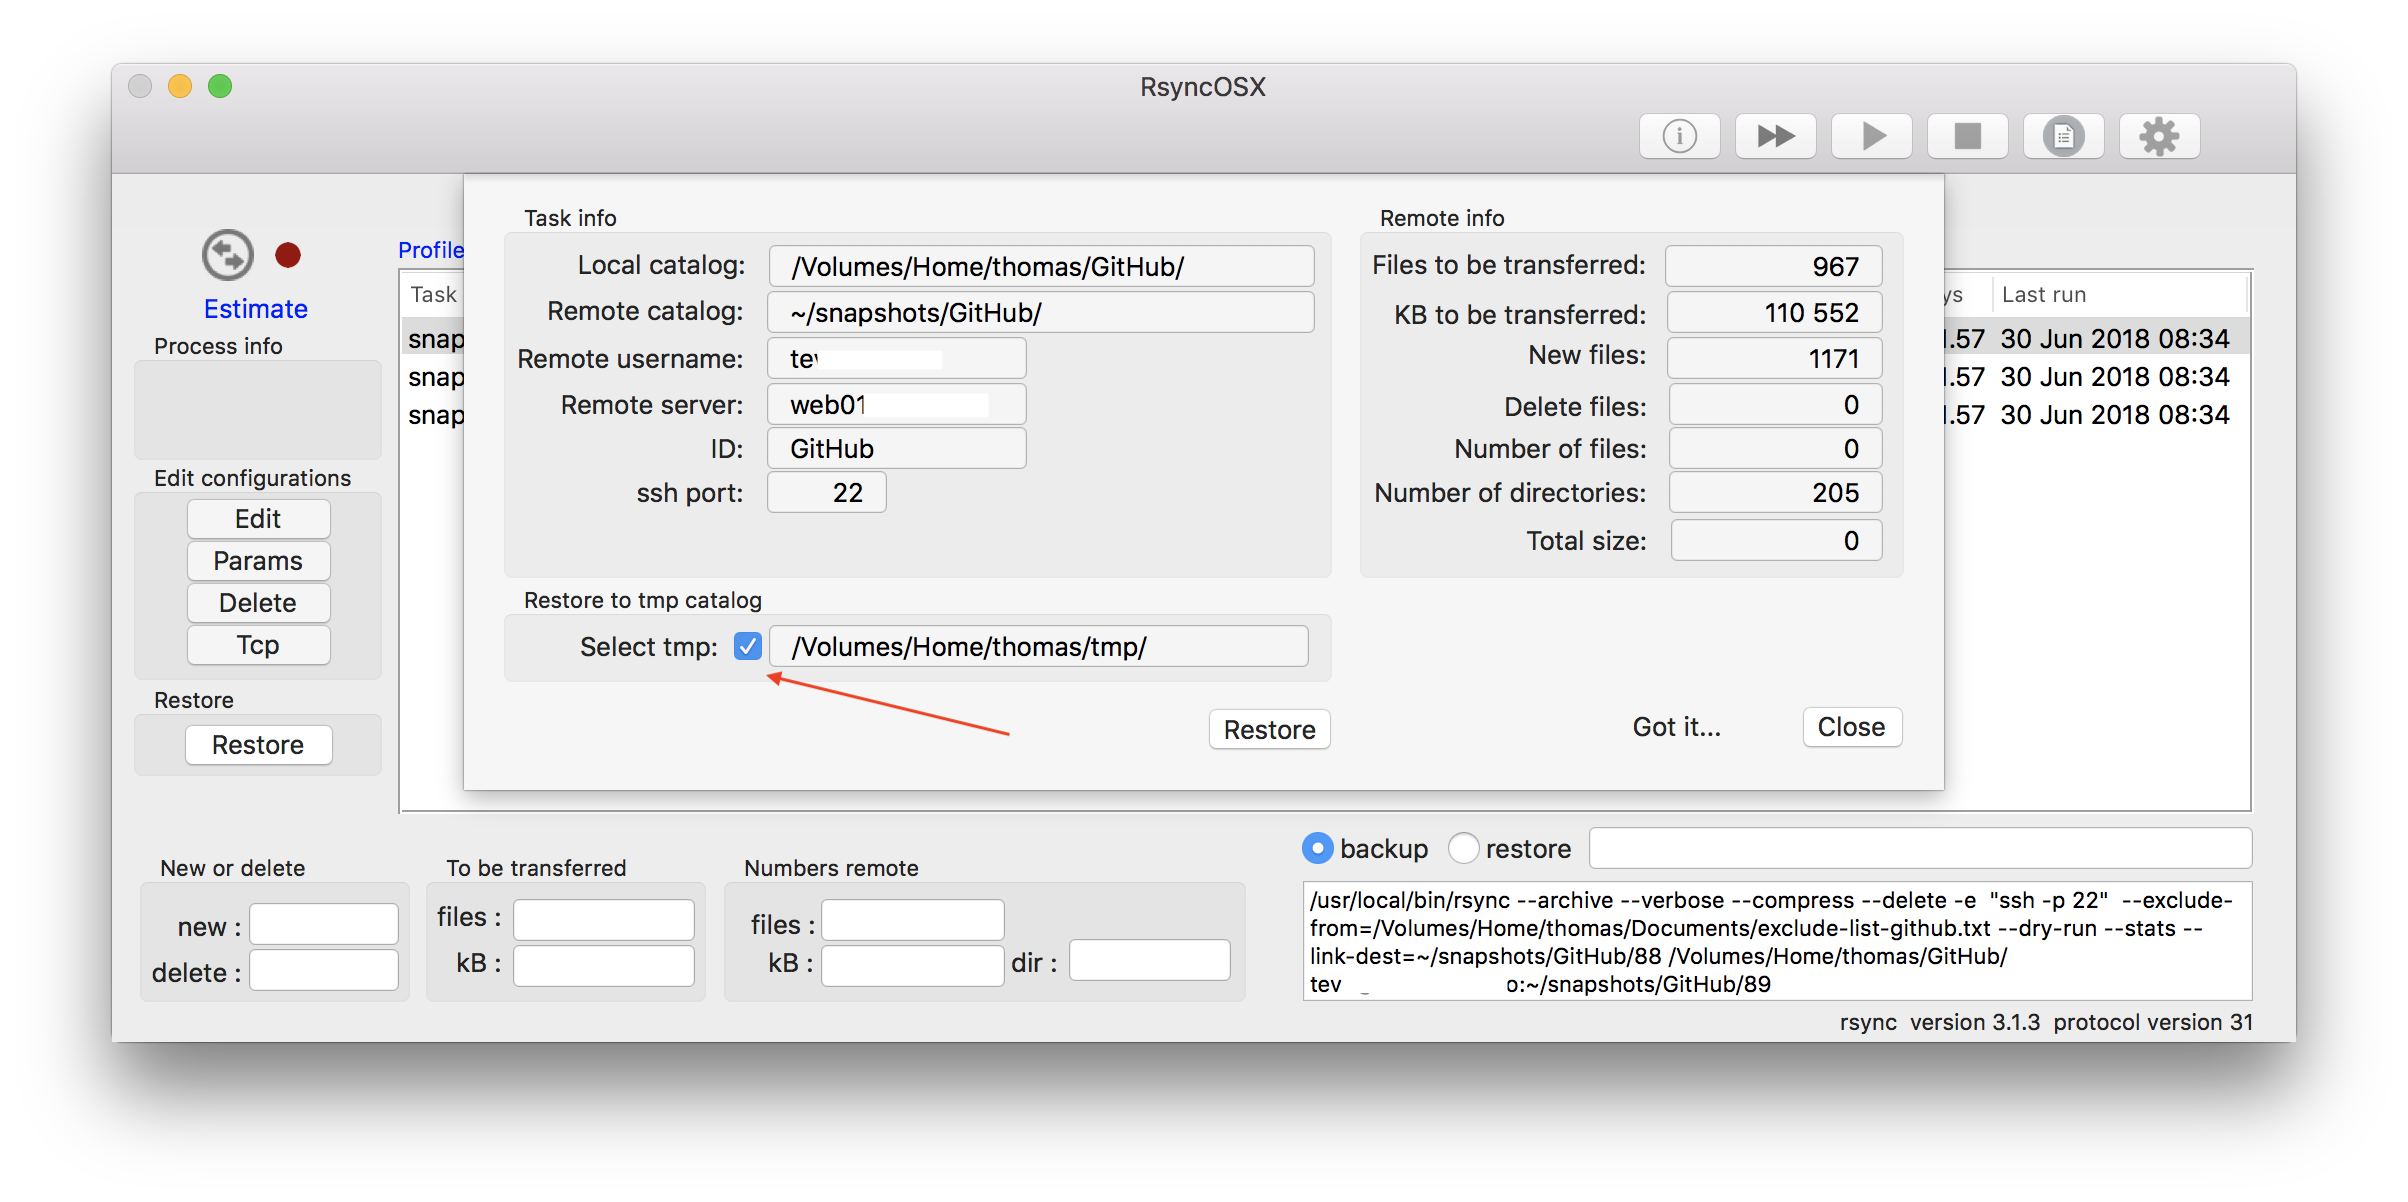 RsyncOSX
Task info
Local catalog: /Volumes/Home/thomas/GitHub/
Remote catalog: ~/snapshots/GitHub/
Remote username: tev
Remote server: web01
ID: GitHub
ssh port: 22
Remote info
Files to be transferred: 967
KB to be transferred: 110 552
New files: 1171
Delete files: 0
Number of files: 0
Number of directories: 205
Total size: 0
Restore to tmp catalog
Select tmp: /Volumes/Home/thomas/tmp/
Restore
Got it...
Close
Estimate
Process info
Edit configurations
Edit
Params
Delete
Tcp
Restore
Restore
Profile
Task
Last run
snap
.57 30 Jun 2018 08:34
snap
.57 30 Jun 2018 08:34
snap
.57 30 Jun 2018 08:34
New or delete
new :
delete :
To be transferred
files :
kB :
Numbers remote
files :
kB :
dir :
backup
restore
/usr/local/bin/rsync --archive --verbose --compress --delete -e "ssh -p 22" --exclude-
from=/Volumes/Home/thomas/Documents/exclude-list-github.txt --dry-run --stats --
link-dest=~/snapshots/GitHub/88 /Volumes/Home/thomas/GitHub/
tev o:~/snapshots/GitHub/89
rsync version 3.1.3 protocol version 31